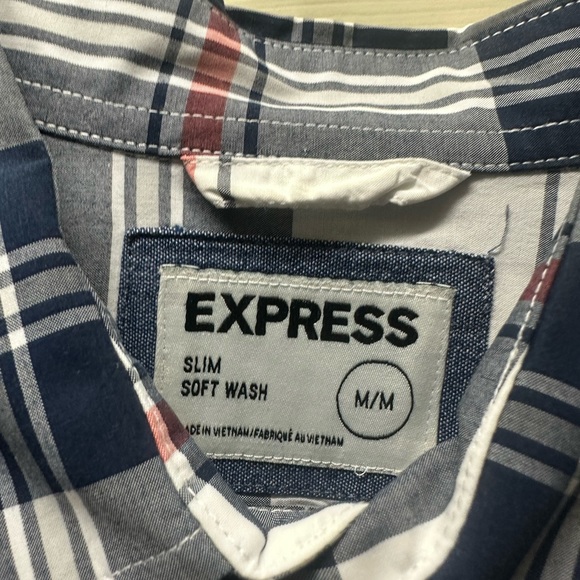 EXPRESS
SLIM
SOFT WASH
M/M
ADE IN VIETNAM/FABRIQUÉ AU VIETNAM